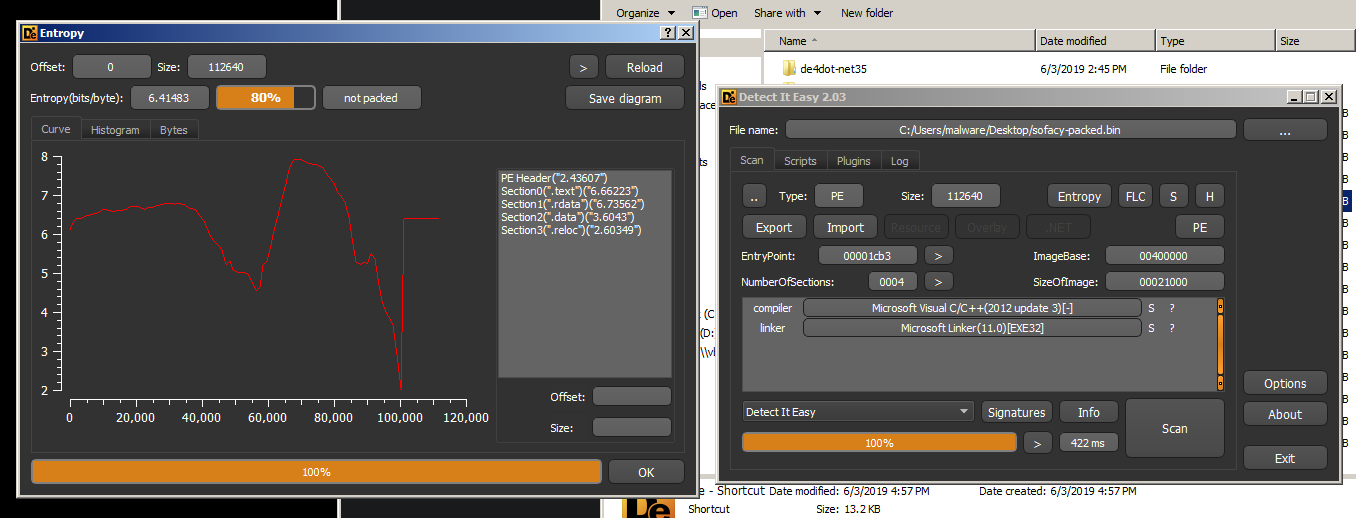 Entropy
? X
Offset: 0 Size: 112640 > Reload
Entropy(bits/byte): 6.41483 80% not packed Save diagram
Curve Histogram Bytes
8
7
6
5
4
3
2
0 20,000 40,000 60,000 80,000 100,000 120,000
PE Header("2.43607")
Section0(".text")("6.66223")
Section1(".rdata")("6.73562")
Section2(".data")("3.6043")
Section3(".reloc")("2.60349")
Offset:
Size:
100% OK
Organize Open Share with New folder
Name Date modified Type Size
de4dot-net35 6/3/2019 2:45 PM File folder
Detect It Easy 2.03
File name: C:/Users/malware/Desktop/sofacy-packed.bin ...
Scan Scripts Plugins Log
.. Type: PE Size: 112640 Entropy FLC S H
Export Import Resource Overlay .NET PE
EntryPoint: 00001cb3 > ImageBase: 00400000
NumberOfSections: 0004 > SizeOfImage: 00021000
compiler Microsoft Visual C/C++(2012 update 3)[-] S ?
linker Microsoft Linker(11.0)[EXE32] S ?
Options
Detect It Easy Signatures Info Scan About
100% > 422 ms
Exit
e - Shortcut Date modified: 6/3/2019 4:57 PM Date created: 6/3/2019 4:57 PM
Shortcut Size: 13.2 KB